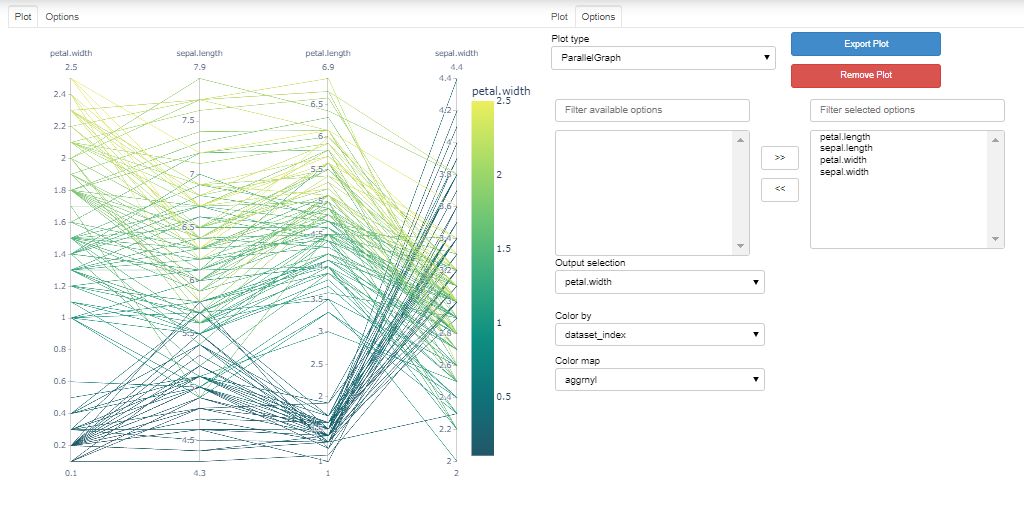 Plot Options
petal.width sepal.length petal.length sepal.width
2.5 7.9 6.9 4.4
petal.width
2.4
2.2
2
1.8
1.6
1.4
1.2
1
0.8
0.6
0.4
0.2
0.1
7.5
7
6.5
6
4.5
4.3
6.5
6
5.5
3.5
3
2.5
2
1
1
4.4
4.2
4
3.8
3.6
3.4
3.2
3
2.8
2.6
2.4
2.2
2
2
2.5
2
1.5
1
0.5
Plot Options
Plot type
ParallelGraph
Export Plot
Remove Plot
Filter available options
Filter selected options
>>
<<
petal.length
sepal.length
petal.width
sepal.width
Output selection
petal.width
Color by
dataset_index
Color map
aggrnyl